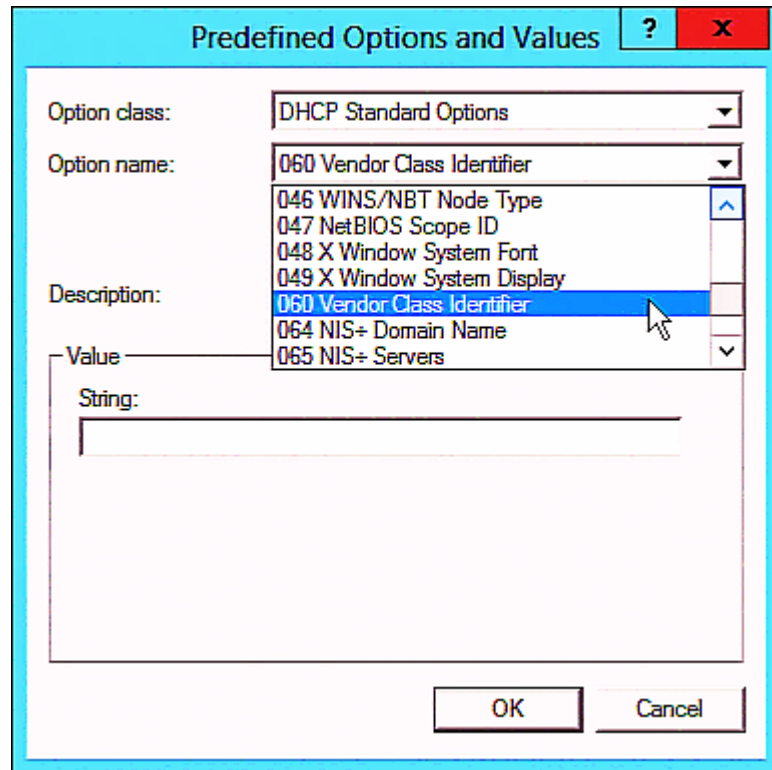 Predefined Options and Values ? x
Option class: DHCP Standard Options
Option name: 060 Vendor Class Identifier
046 WINS/NBT Node Type
047 NetBIOS Scope ID
048 X Window System Font
049 X Window System Display
Description:
060 Vendor Class Identifier
064 NIS+ Domain Name
Value
065 NIS+ Servers
String:
OK Cancel